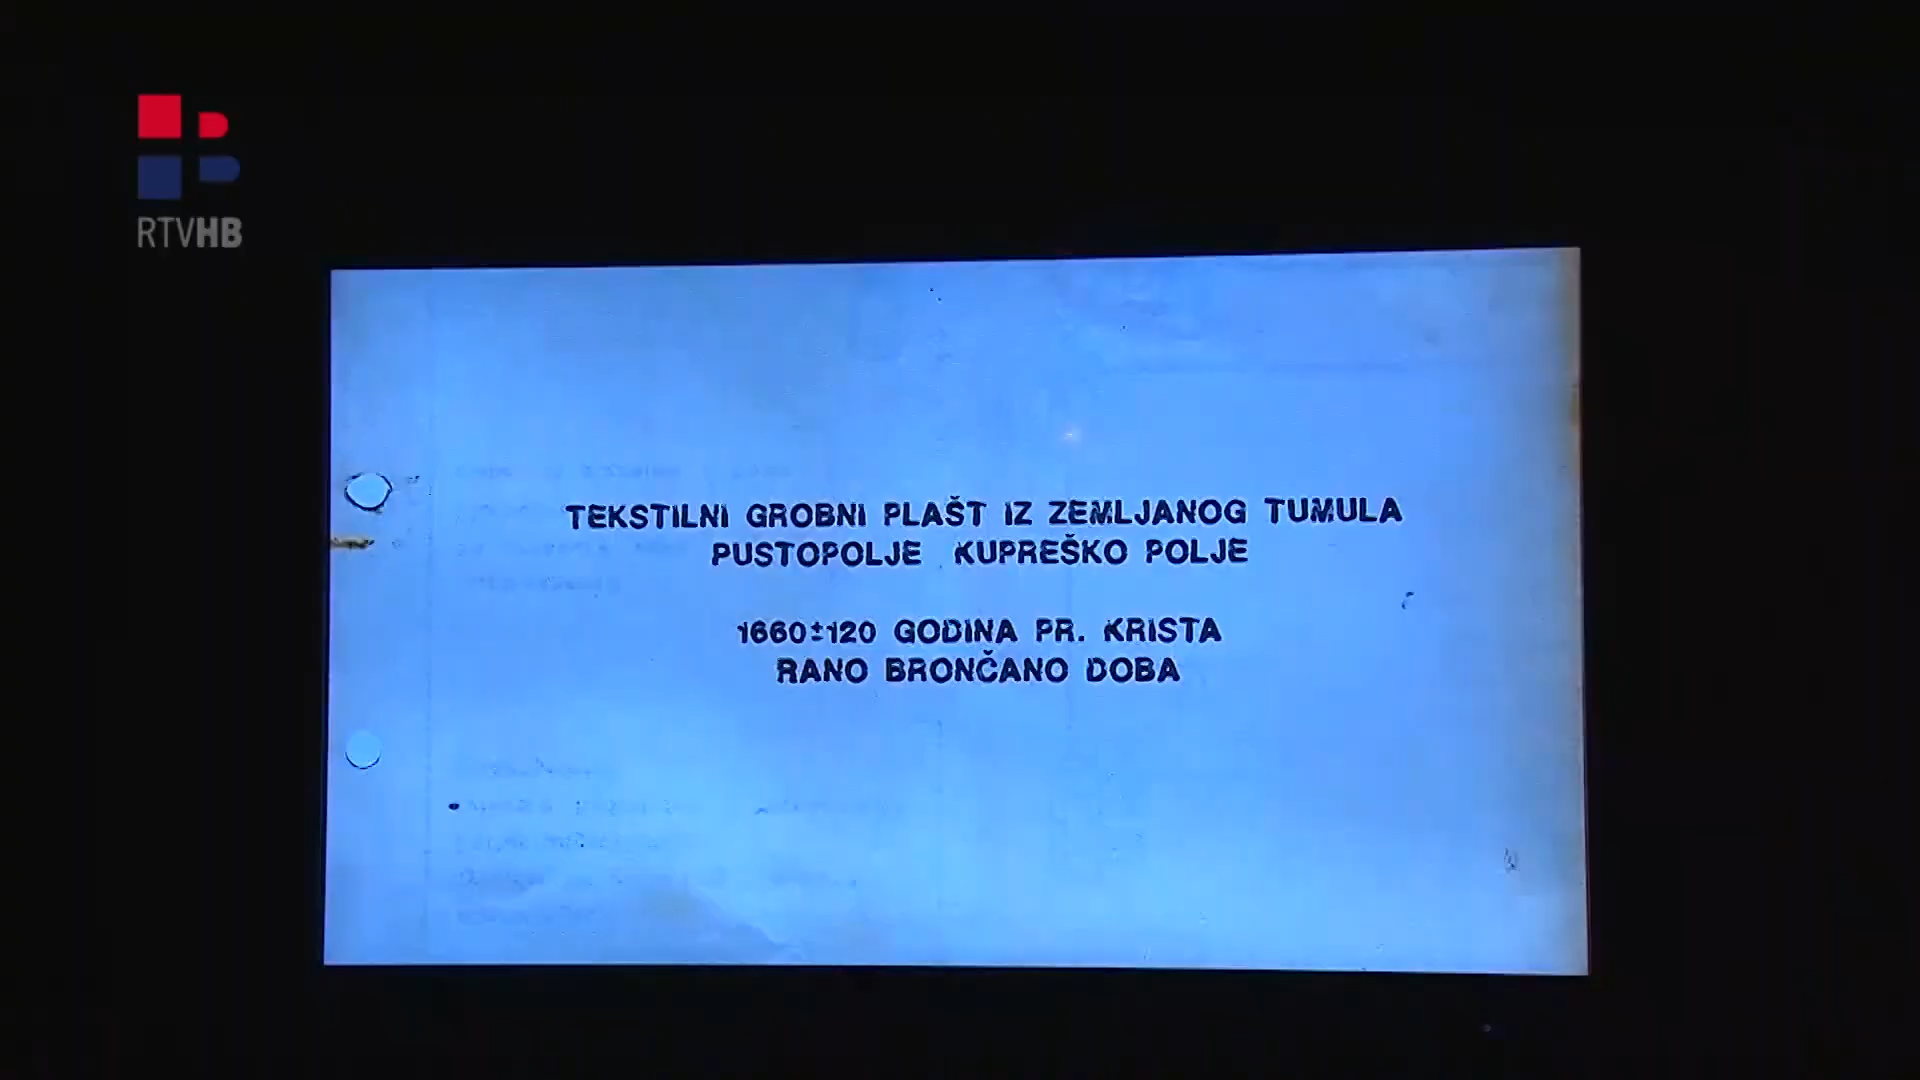 RTVHB
TEKSTILNI GROBNI PLAŠT IZ ZEMLJANOG TUMULA
PUSTOPOLJE KUPREŠKO POLJE
1660±120 GODINA PR. KRISTA
RANO BRONČANO DOBA